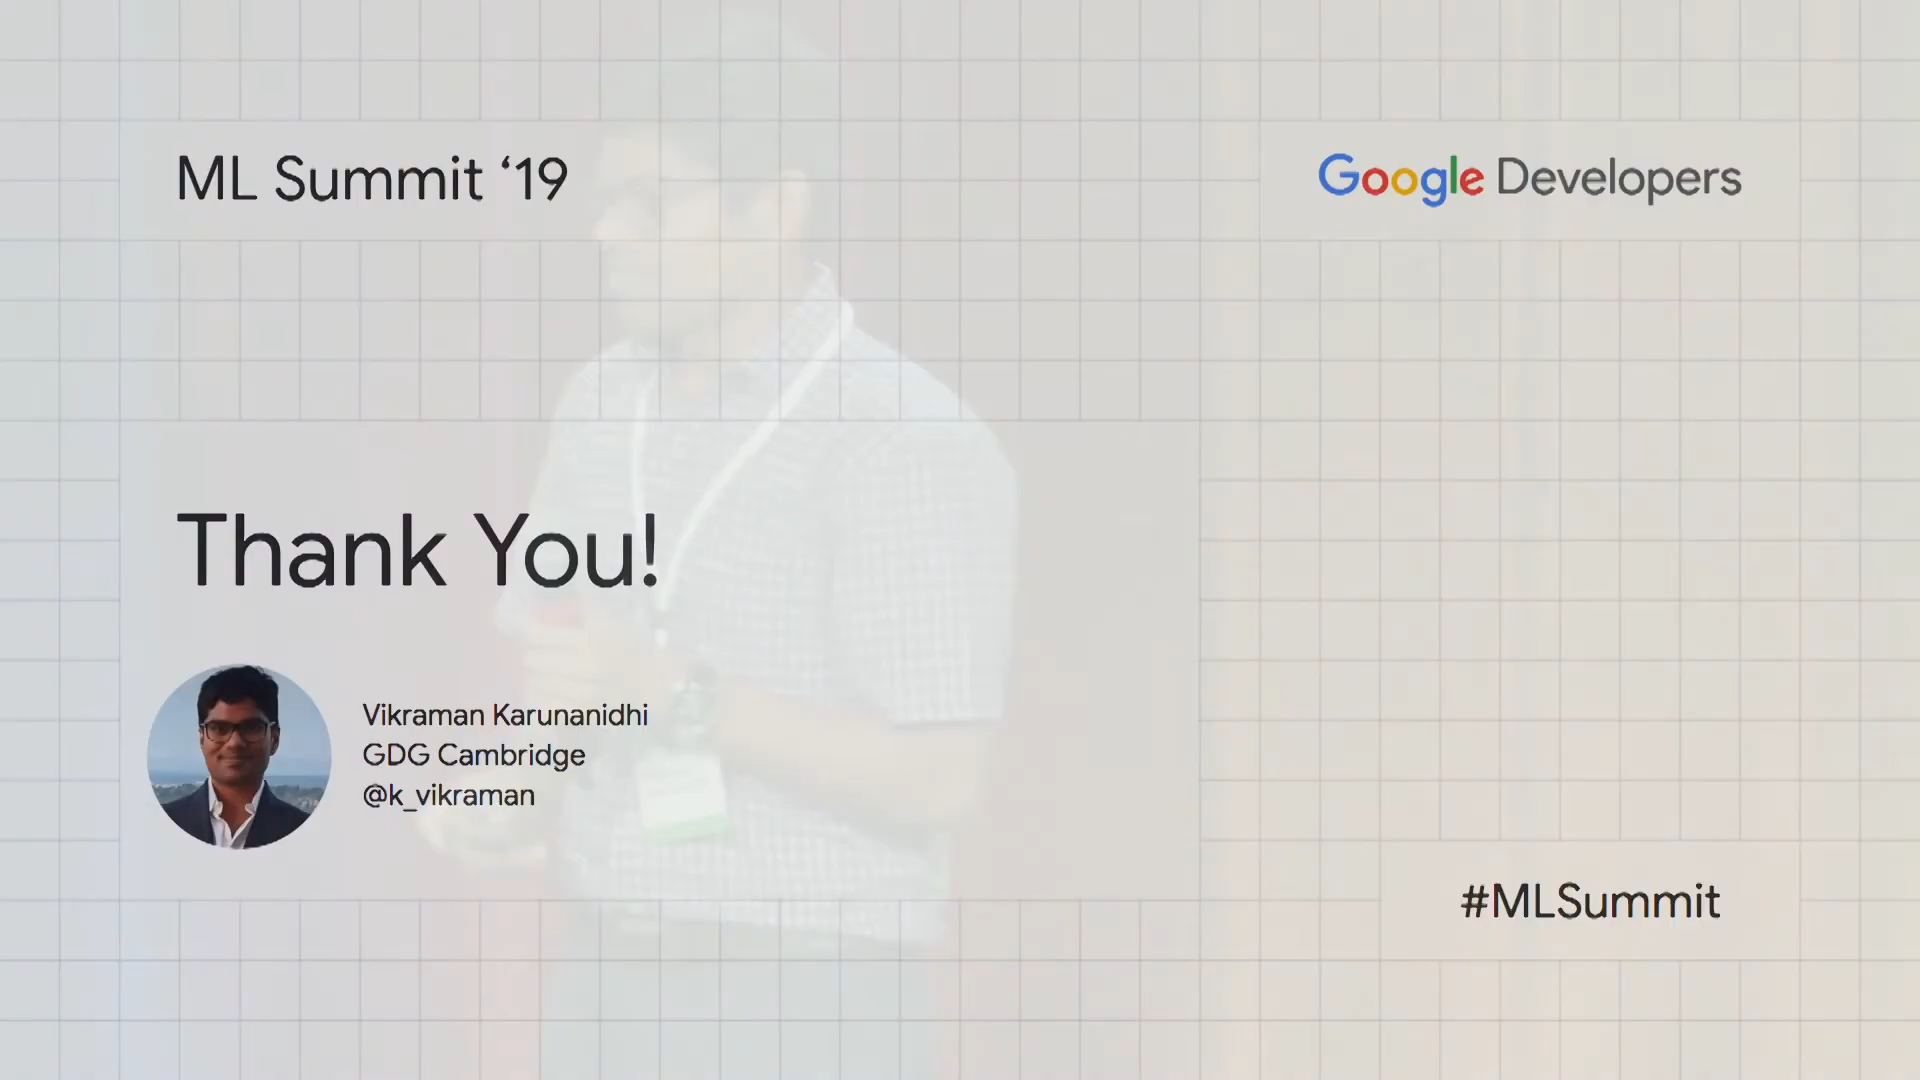 ML Summit ‘19
Google Developers
Thank You!
Vikraman Karunanidhi
GDG Cambridge
@k_vikraman
#MLSummit